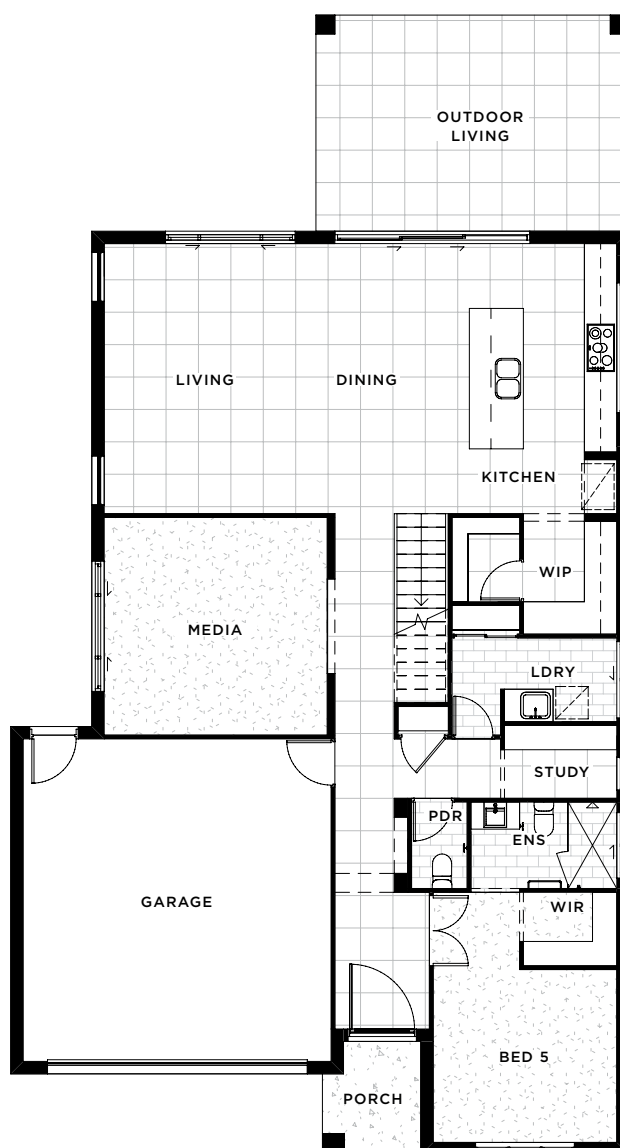 OUTDOOR
LIVING
LIVING
DINING
KITCHEN
WIP
MEDIA
LDRY
STUDY
PDR
ENS
GARAGE
WIR
BED 5
PORCH